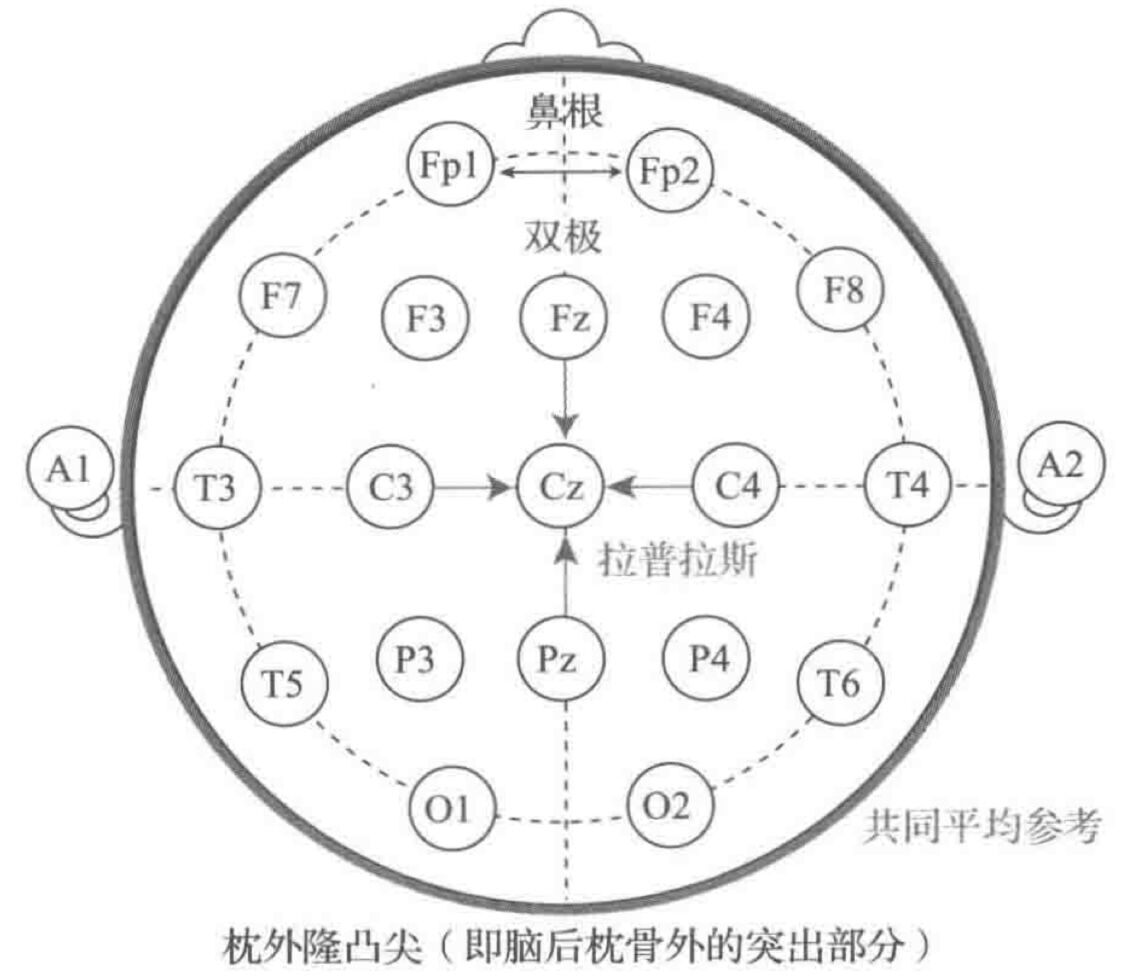 鼻根
Fp1 Fp2
双极
F7 F3 Fz F4 F8
A1 T3 C3 Cz C4 T4 A2
拉普拉斯
T5 P3 Pz P4 T6
O1 O2
共同平均参考
枕外隆凸尖（即脑后枕骨外的突出部分）